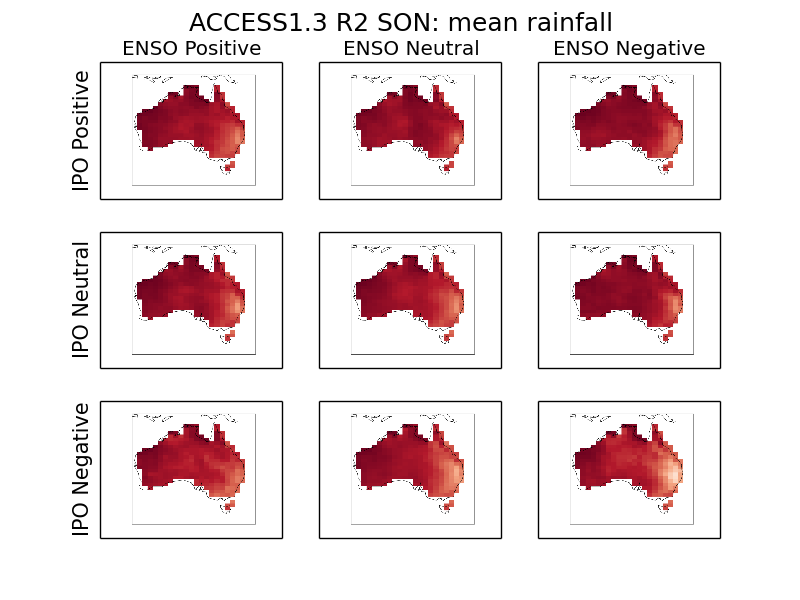 ACCESS1.3 R2 SON: mean rainfall
ENSO Positive
ENSO Neutral
ENSO Negative
IPO Positive
IPO Neutral
IPO Negative